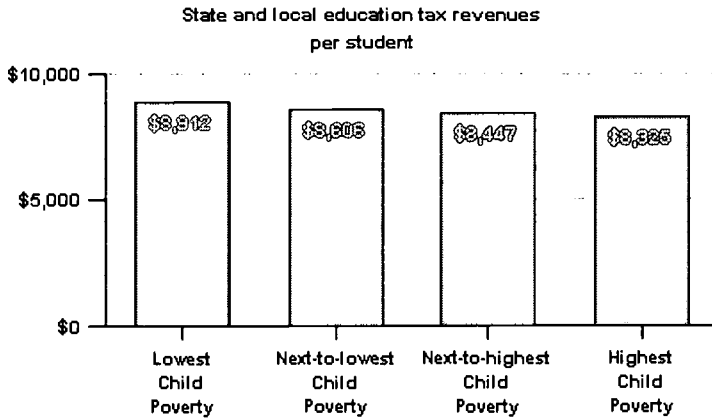 State and local education tax revenues
per student
$10,000
$8,912
$8,606
$8,447
$8,325
$5,000
$0
Lowest
Child
Poverty
Next-to-lowest
Child
Poverty
Next-to-highest
Child
Poverty
Highest
Child
Poverty